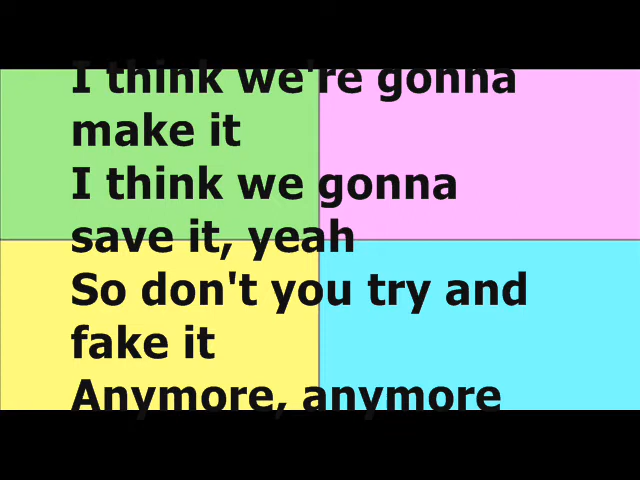 I think we're gonna
make it
I think we gonna
save it, yeah
So don't you try and
fake it
Anymore, anymore